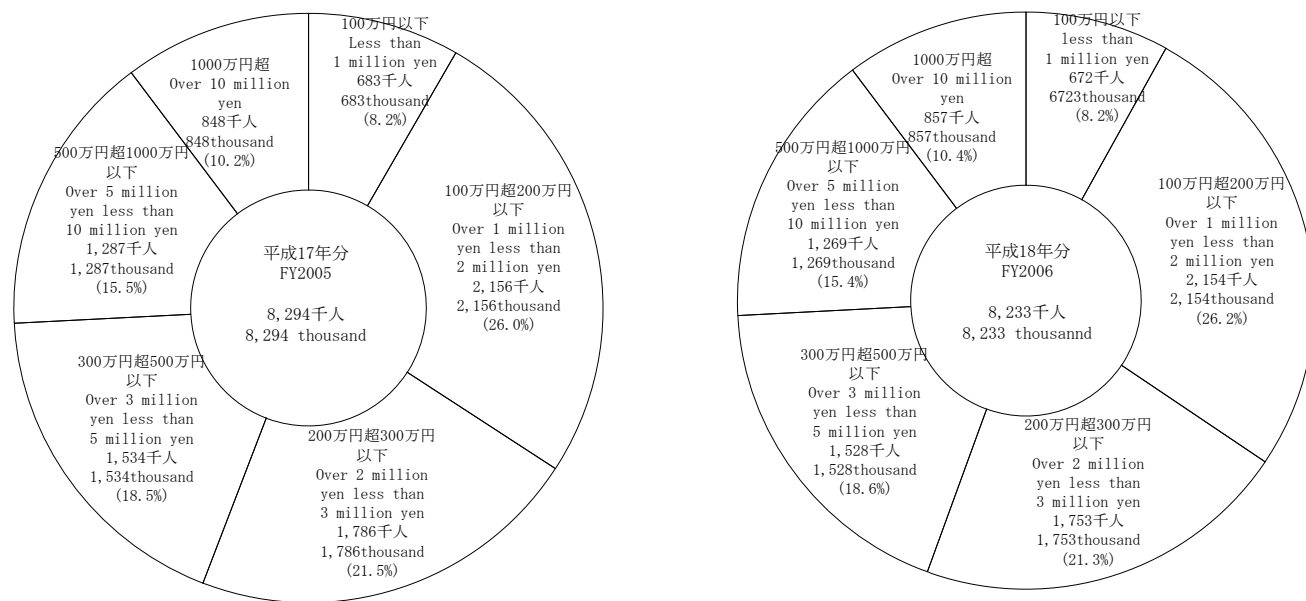 100万円以下
Less than
1 million yen
683千人
683thousand
(8.2%)
100万円超200万円
以下
Over 1 million
yen less than
2 million yen
2,156千人
2,156thousand
(26.0%)
200万円超300万円
以下
Over 2 million
yen less than
3 million yen
1,786千人
1,786thousand
(21.5%)
300万円超500万円
以下
Over 3 million
yen less than
5 million yen
1,534千人
1,534thousand
(18.5%)
500万円超1000万円
以下
Over 5 million
yen less than
10 million yen
1,287千人
1,287thousand
(15.5%)
1000万円超
Over 10 million
yen
848千人
848thousand
(10.2%)
平成17年分
FY2005
8,294千人
8,294 thousand
100万円以下
less than
1 million yen
672千人
6723thousand
(8.2%)
100万円超200万円
以下
Over 1 million
yen less than
2 million yen
2,154千人
2,154thousand
(26.2%)
200万円超300万円
以下
Over 2 million
yen less than
3 million yen
1,753千人
1,753thousand
(21.3%)
300万円超500万円
以下
Over 3 million
yen less than
5 million yen
1,528千人
1,528thousand
(18.6%)
500万円超1000万円
以下
Over 5 million
yen less than
10 million yen
1,269千人
1,269thousand
(15.4%)
1000万円超
Over 10 million
yen
857千人
857thousand
(10.4%)
平成18年分
FY2006
8,233千人
8,233 thousannd